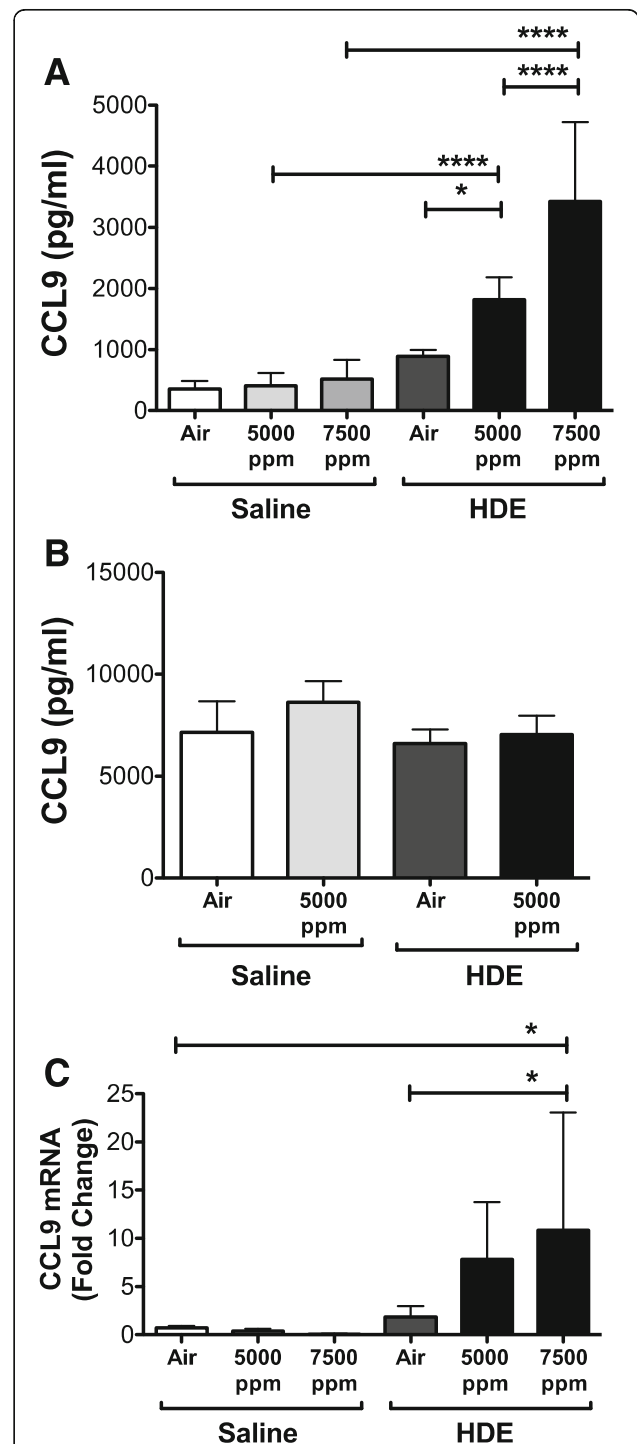 A
****
****
****
*
CCL9 (pg/ml)
5000
4000
3000
2000
1000
0
Air 5000 7500 Air 5000 7500
ppm ppm ppm ppm
Saline HDE
B
CCL9 (pg/ml)
15000
10000
5000
0
Air 5000 Air 5000
ppm ppm
Saline HDE
C
*
*
CCL9 mRNA
(Fold Change)
25
20
15
10
5
0
Air 5000 7500 Air 5000 7500
ppm ppm ppm ppm
Saline HDE